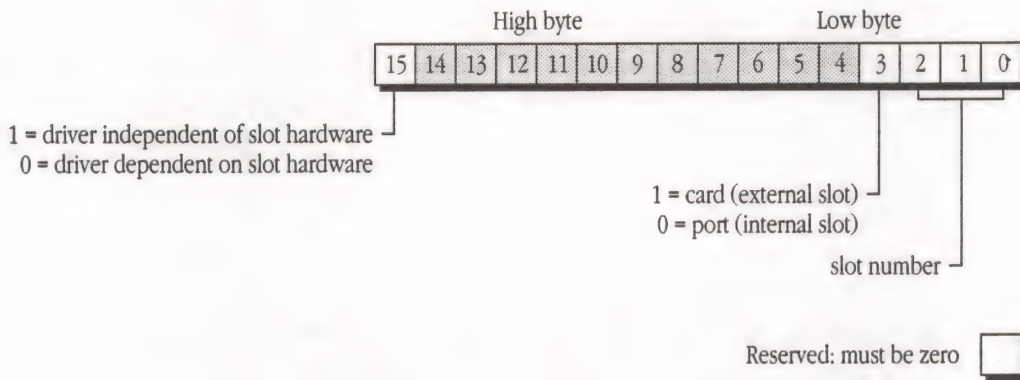 High byte Low byte
15 14 13 12 11 10 9 8 7 6 5 4 3 2 1 0
1 = driver independent of slot hardware
0 = driver dependent on slot hardware
1 = card (external slot)
0 = port (internal slot)
slot number
Reserved: must be zero